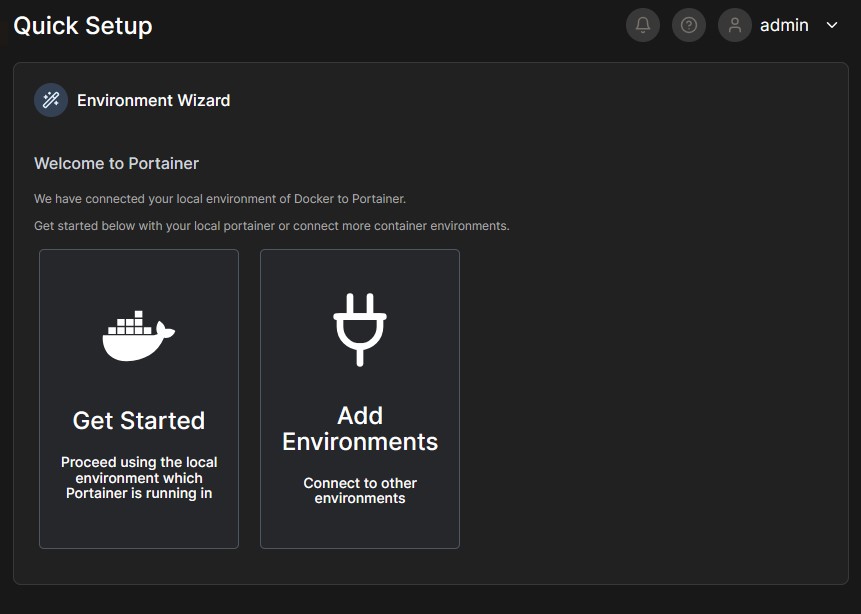 Quick Setup
admin
Environment Wizard
Welcome to Portainer
We have connected your local environment of Docker to Portainer.
Get started below with your local portainer or connect more container environments.
Get Started
Proceed using the local
environment which
Portainer is running in
Add
Environments
Connect to other
environments